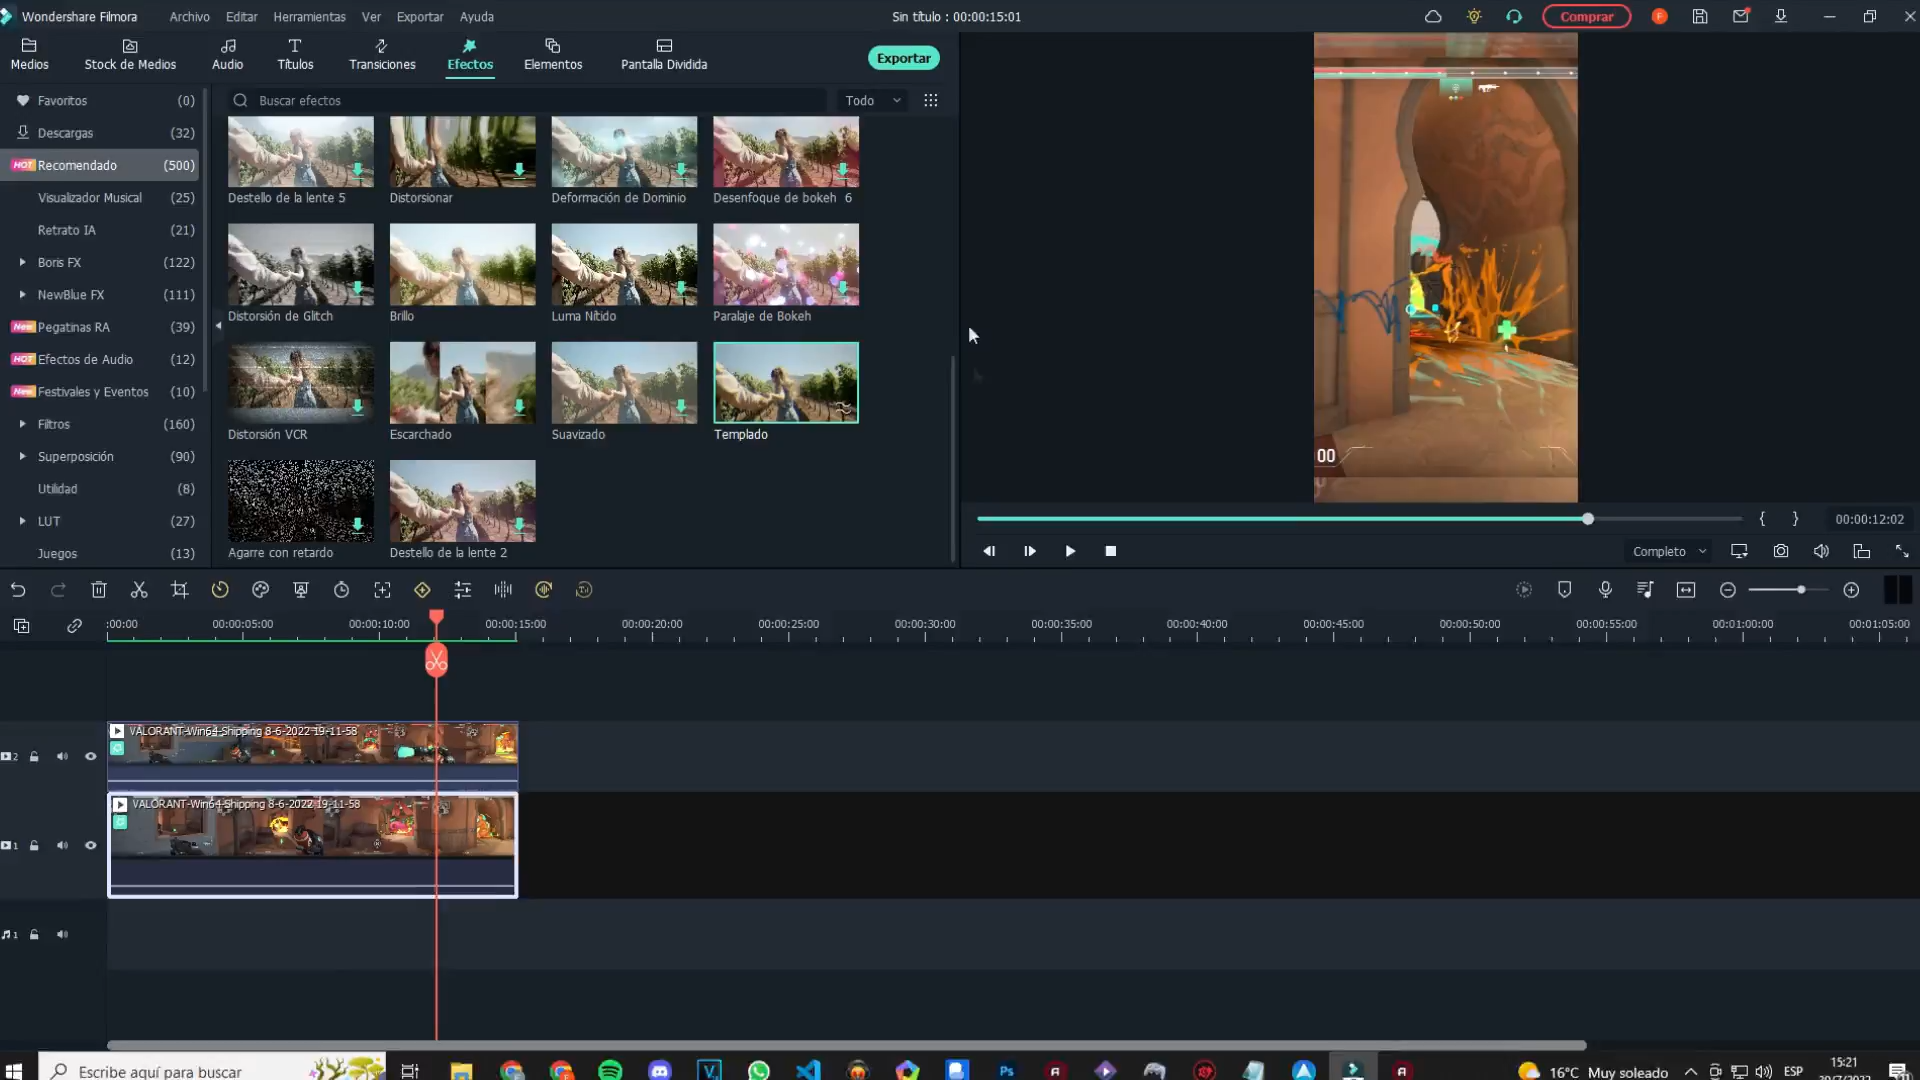 Wondershare Filmora
Archivo
Editar
Herramientas
Ver
Exportar
Ayuda
Sin título : 00:00:15:01
Comprar
Medios
Stock de Medios
Audio
Títulos
Transiciones
Efectos
Elementos
Pantalla Dividida
Exportar
Favoritos (0)
Buscar efectos
Todo
Descargas (32)
HOT Recomendado (500)
Visualizador Musical (25)
Retrato IA (21)
Boris FX (122)
NewBlue FX (111)
New Pegatinas RA (39)
HOT Efectos de Audio (12)
New Festivales y Eventos (10)
Filtros (160)
Superposición (90)
Utilidad (8)
LUT (27)
Juegos (13)
Destello de la lente 5
Distorsionar
Deformación de Dominio
Desenfoque de bokeh 6
Distorsión de Glitch
Brillo
Luma Nítido
Paralaje de Bokeh
Distorsión VCR
Escarchado
Suavizado
Templado
Agarre con retardo
Destello de la lente 2
00
00:00:12:02
Completo
:00:00
00:00:05:00
00:00:10:00
00:00:15:00
00:00:20:00
00:00:25:00
00:00:30:00
00:00:35:00
00:00:40:00
00:00:45:00
00:00:50:00
00:00:55:00
00:01:00:00
00:01:05:00
VALORANT-Win64-Shipping 8-6-2022 19-11-58
2
VALORANT-Win64-Shipping 8-6-2022 19-11-58
1
1
Escribe aquí para buscar
Ps
16°C Muy soleado
ESP
15:21